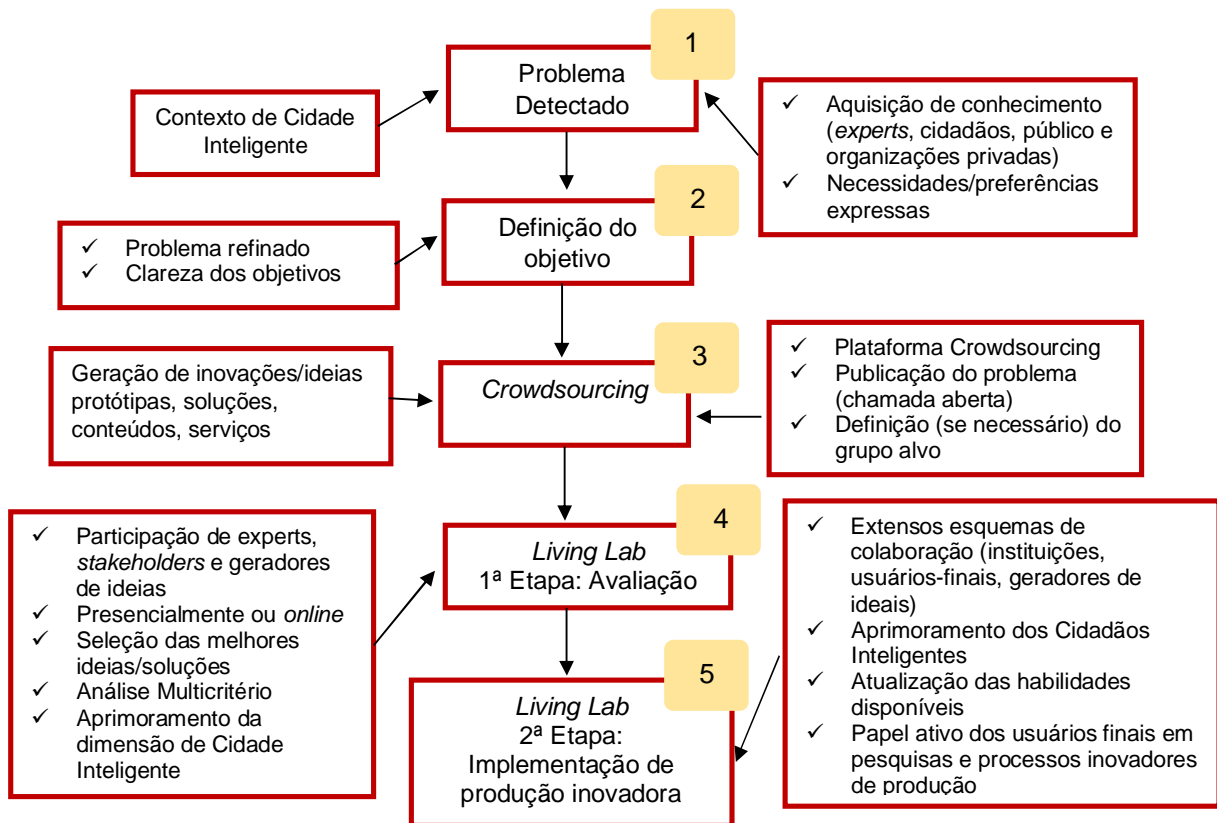 1
Problema
Detectado
Contexto de Cidade
Inteligente
✓ Aquisição de conhecimento
(experts, cidadãos, público e
organizações privadas)
✓ Necessidades/preferências
expressas
2
Definição do
objetivo
✓ Problema refinado
✓ Clareza dos objetivos
3
Crowdsourcing
Geração de inovações/ideias
protótipas, soluções,
conteúdos, serviços
✓ Plataforma Crowdsourcing
✓ Publicação do problema
(chamada aberta)
✓ Definição (se necessário) do
grupo alvo
4
Living Lab
1ª Etapa: Avaliação
✓ Participação de experts,
stakeholders e geradores
de ideias
✓ Presencialmente ou online
✓ Seleção das melhores
ideias/soluções
✓ Análise Multicritério
✓ Aprimoramento da
dimensão de Cidade
Inteligente
5
Living Lab
2ª Etapa:
Implementação de
produção inovadora
✓ Extensos esquemas de
colaboração (instituições,
usuários-finais, geradores de
ideais)
✓ Aprimoramento dos Cidadãos
Inteligentes
✓ Atualização das habilidades
disponíveis
✓ Papel ativo dos usuários finais em
pesquisas e processos inovadores
de produção